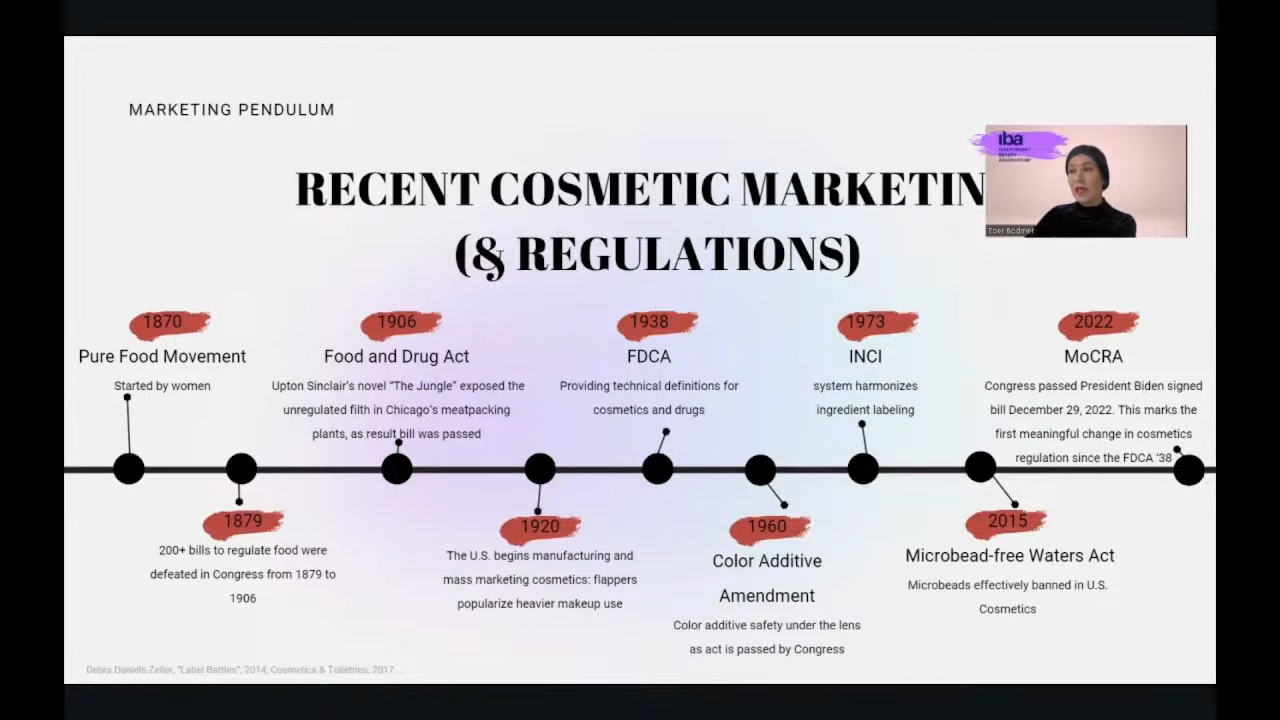 MARKETING PENDULUM
RECENT COSMETIC MARKETIN
(& REGULATIONS)
iba
INDEPENDENT
BEAUTY
ASSOCIATION
Eber Bodmer
1870
Pure Food Movement
Started by women
1906
Food and Drug Act
Upton Sinclair's novel "The Jungle" exposed the
unregulated filth in Chicago's meatpacking
plants, as result bill was passed
1938
FDCA
Providing technical definitions for
cosmetics and drugs
1973
INCI
system harmonizes
ingredient labeling
2022
MoCRA
Congress passed President Biden signed
bill December 29, 2022. This marks the
first meaningful change in cosmetics
regulation since the FDCA '38
1879
200+ bills to regulate food were
defeated in Congress from 1879 to
1906
1920
The U.S. begins manufacturing and
mass marketing cosmetics: flappers
popularize heavier makeup use
1960
Color Additive
Amendment
Color additive safety under the lens
as act is passed by Congress
2015
Microbead-free Waters Act
Microbeads effectively banned in U.S.
Cosmetics
Debra Daniels-Zeller, "Label Battles", 2014; Cosmetics & Toiletries, 2017